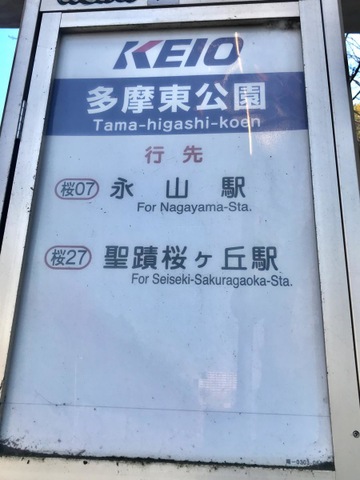 KEIO
多摩東公園
Tama-higashi-koen
行先
桜07 永山駅
For Nagayama-Sta.
桜27 聖蹟桜ヶ丘駅
For Seiseki-Sakuragaoka-Sta.